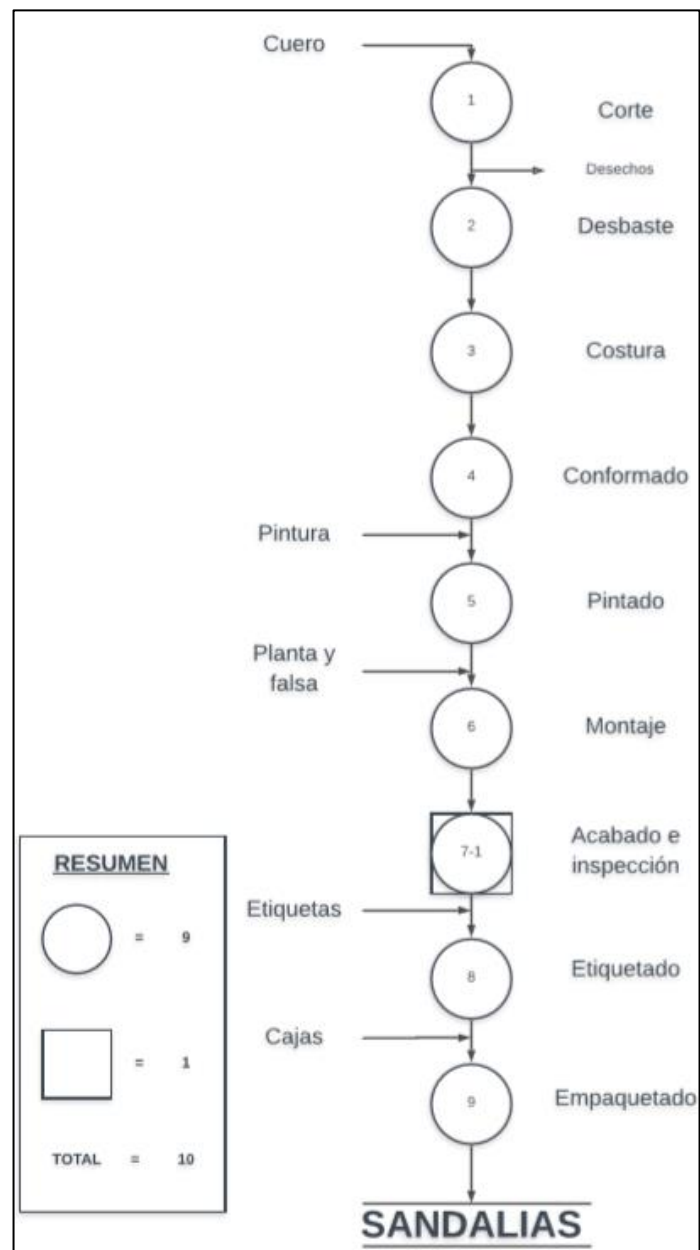 Cuero
1
Corte
Desechos
2
Desbaste
3
Costura
4
Conformado
Pintura
5
Pintado
Planta y
falsa
6
Montaje
7-1
Acabado e
inspección
Etiquetas
8
Etiquetado
Cajas
9
Empaquetado
SANDALIAS
RESUMEN
= 9
= 1
TOTAL = 10